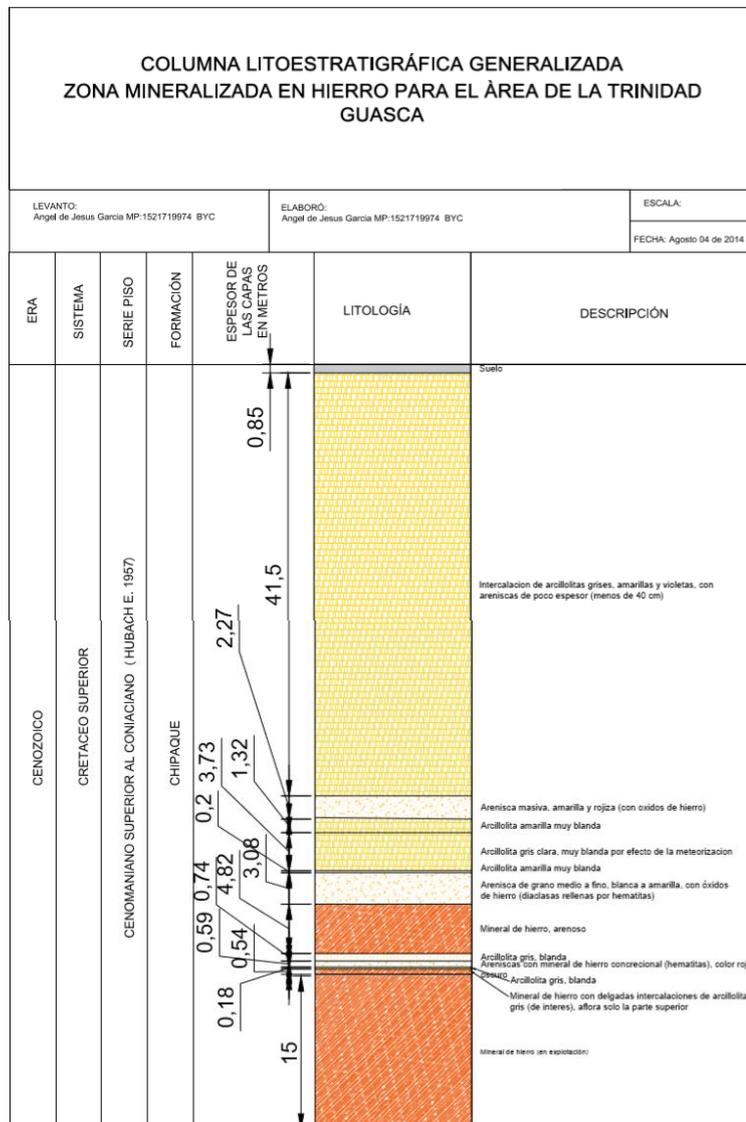 COLUMNA LITOESTRATIGRÁFICA GENERALIZADA
ZONA MINERALIZADA EN HIERRO PARA EL ÀREA DE LA TRINIDAD
GUASCA
LEVANTO:
Angel de Jesus Garcia MP:1521719974 BYC
ELABORÓ:
Angel de Jesus Garcia MP:1521719974 BYC
ESCALA:
FECHA: Agosto 04 de 2014
ERA
SISTEMA
SERIE PISO
FORMACIÓN
ESPESOR DE
LAS CAPAS
EN METROS
LITOLOGÍA
DESCRIPCIÓN
CENOZOICO
CRETACEO SUPERIOR
CENOMANIANO SUPERIOR AL CONIACIANO (HUBACH E. 1957)
CHIPAQUE
0,85
41,5
2,27
1,32
3,73
0,2
3,08
4,82
0,74
0,54
0,59
0,18
15
Suelo
Intercalacion de arcillolitas grises, amarillas y violetas, con
areniscas de poco espesor (menos de 40 cm)
Arenisca masiva, amarilla y rojiza (con oxidos de hierro)
Arcillolita amarilla muy blanda
Arcillolita gris clara, muy blanda por efecto de la meteorizacion
Arcillolita amarilla muy blanda
Arenisca de grano medio a fino, blanca a amarilla, con óxidos
de hierro (diaclasas rellenas por hematitas)
Mineral de hierro, arenoso
Arcillolita gris, blanda
Areniscas con mineral de hierro concrecional (hematitas), color roj
oscuro
Arcillolita gris, blanda
Mineral de hierro con delgadas intercalaciones de arcillolita
gris (de interes), aflora solo la parte superior
Mineral de hierro (en explotación)